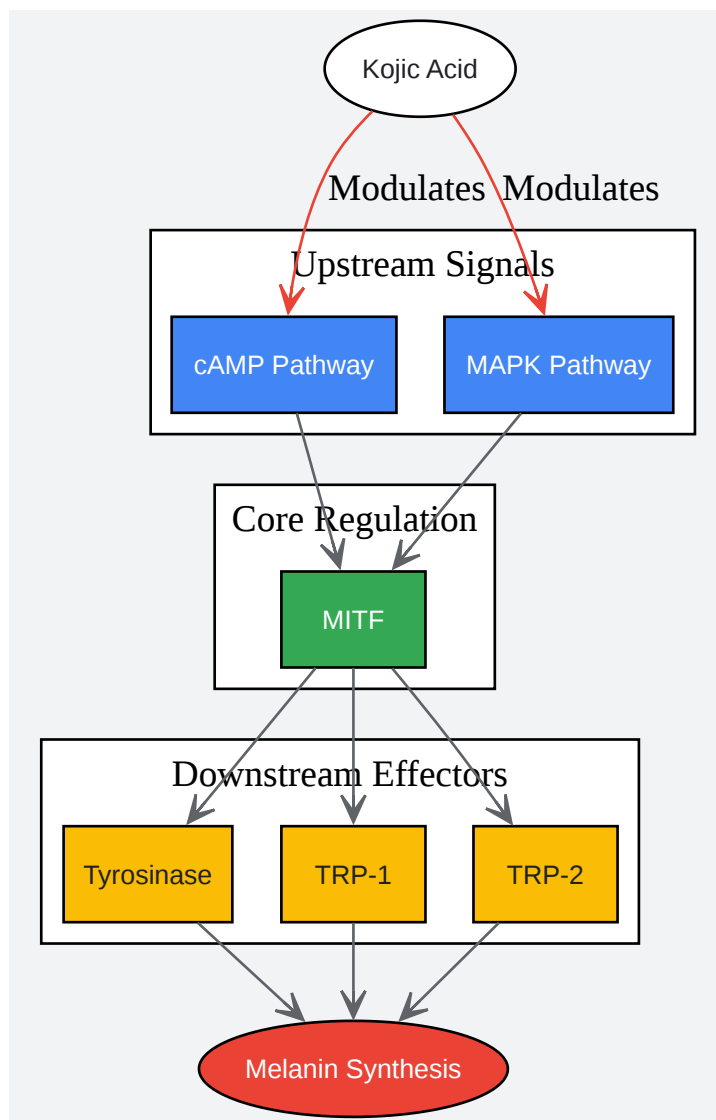 Kojic Acid
Modulates Modulates
Upstream Signals
cAMP Pathway MAPK Pathway
Core Regulation
MITF
Downstream Effectors
Tyrosinase TRP-1 TRP-2
Melanin Synthesis